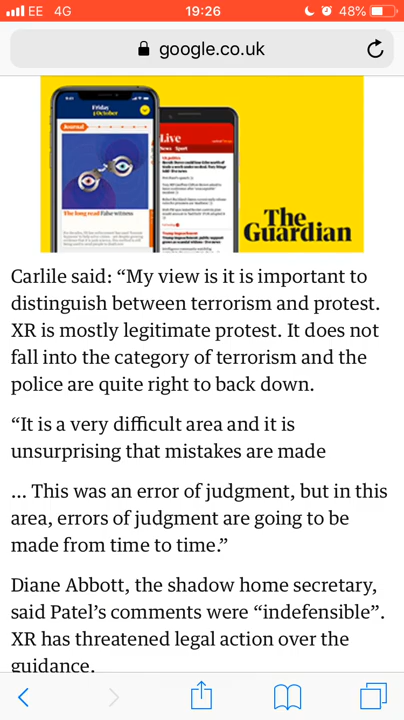 EE 4G 19:26 48%
google.co.uk
Friday
Journal
The long read False witness
Live
News Sport
The
Guardian
Carlile said: “My view is it is important to
distinguish between terrorism and protest.
XR is mostly legitimate protest. It does not
fall into the category of terrorism and the
police are quite right to back down.
“It is a very difficult area and it is
unsurprising that mistakes are made
... This was an error of judgment, but in this
area, errors of judgment are going to be
made from time to time.”
Diane Abbott, the shadow home secretary,
said Patel’s comments were “indefensible”.
XR has threatened legal action over the
guidance.